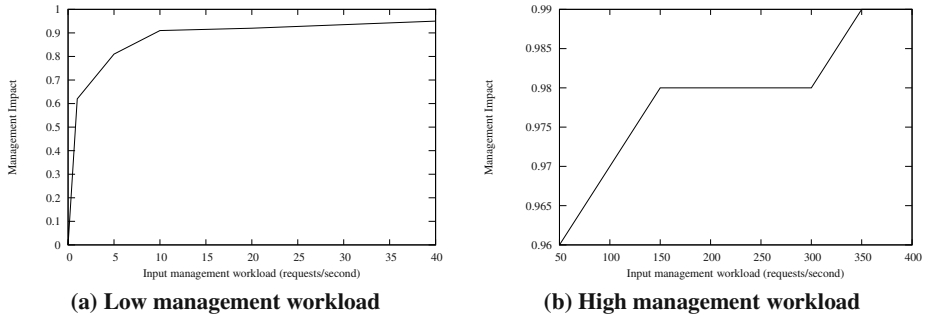 1
0.9
0.8
0.7
0.6
0.5
0.4
0.3
0.2
0.1
0
Management Impact
0 5 10 15 20 25 30 35 40
Input management workload (requests/second)
(a) Low management workload
0.99
0.985
0.98
0.975
0.97
0.965
0.96
Management Impact
50 100 150 200 250 300 350 400
Input management workload (requests/second)
(b) High management workload